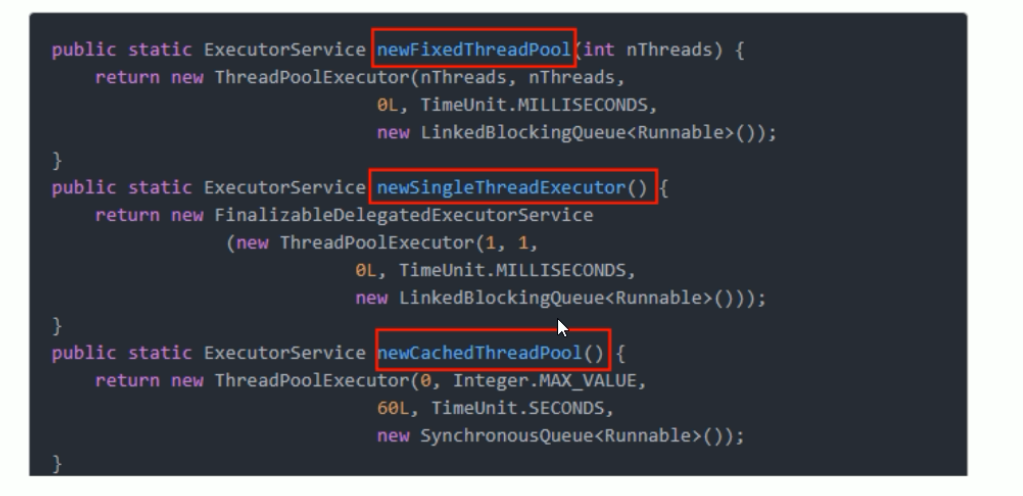 public static ExecutorService newFixedThreadPool(int nThreads) {
return new ThreadPoolExecutor(nThreads, nThreads,
0L, TimeUnit.MILLISECONDS,
new LinkedBlockingQueue<Runnable>());
}
public static ExecutorService newSingleThreadExecutor() {
return new FinalizableDelegatedExecutorService
(new ThreadPoolExecutor(1, 1,
0L, TimeUnit.MILLISECONDS,
new LinkedBlockingQueue<Runnable>()));
}
public static ExecutorService newCachedThreadPool() {
return new ThreadPoolExecutor(0, Integer.MAX_VALUE,
60L, TimeUnit.SECONDS,
new SynchronousQueue<Runnable>());
}